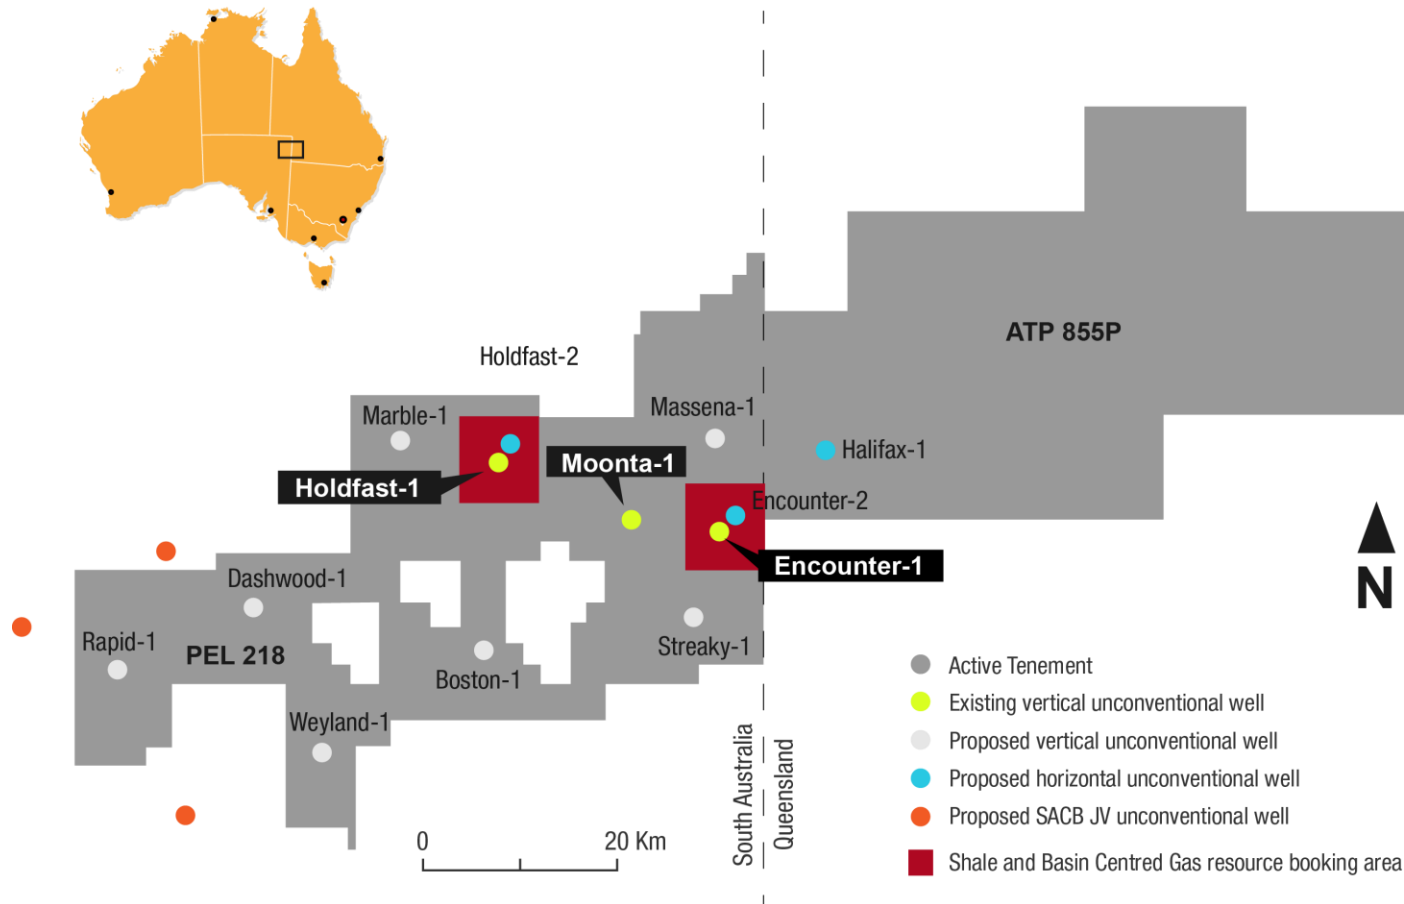 ATP 855P
Holdfast-2
Marble-1
Massena-1
Halifax-1
Moonta-1
Holdfast-1
Encounter-2
Encounter-1
Dashwood-1
Rapid-1
PEL 218
Streaky-1
Boston-1
Weyland-1
N
South Australia
Queensland
0 20 Km
Active Tenement
Existing vertical unconventional well
Proposed vertical unconventional well
Proposed horizontal unconventional well
Proposed SACB JV unconventional well
Shale and Basin Centred Gas resource booking area